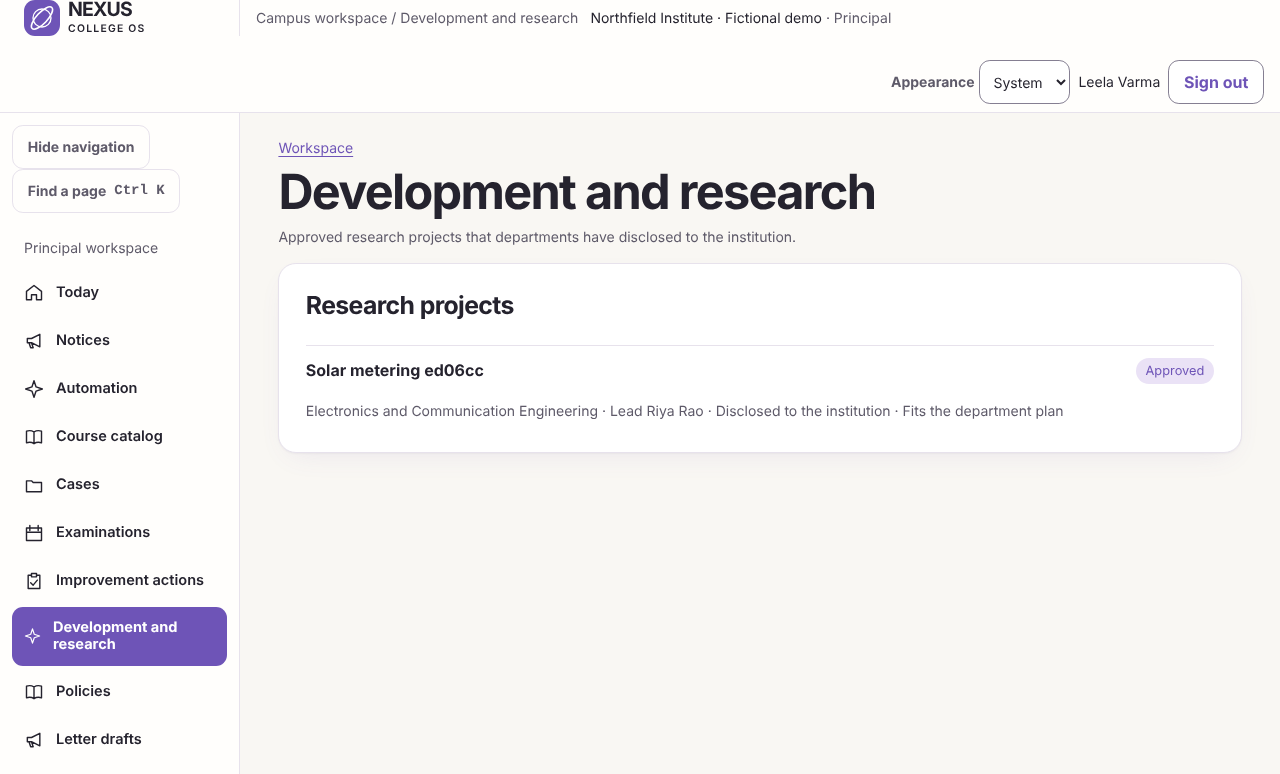 NEXUS
COLLEGE OS
Campus workspace / Development and research Northfield Institute · Fictional demo · Principal
Appearance System Leela Varma Sign out
Hide navigation
Find a page Ctrl K
Principal workspace
Today
Notices
Automation
Course catalog
Cases
Examinations
Improvement actions
Development and
research
Policies
Letter drafts
Workspace
Development and research
Approved research projects that departments have disclosed to the institution.
Research projects
Solar metering ed06cc Approved
Electronics and Communication Engineering · Lead Riya Rao · Disclosed to the institution · Fits the department plan